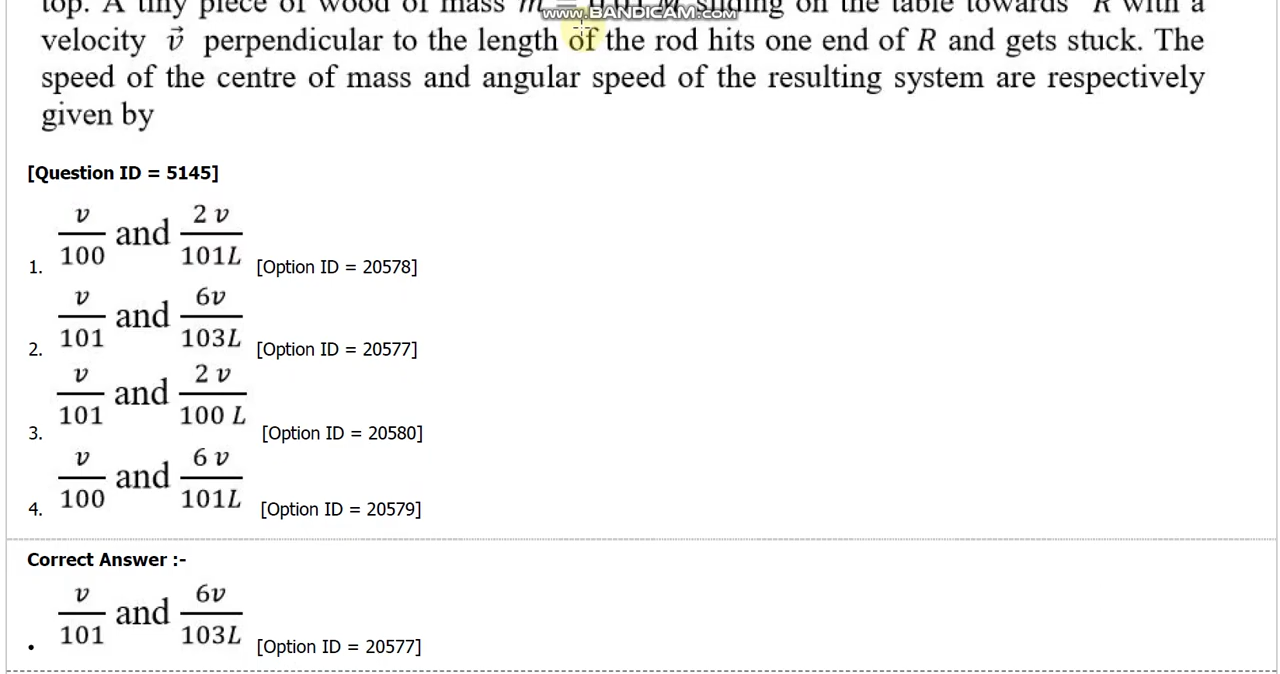 top. A tiny piece of wood of mass m = 0.01 M sliding on the table towards R with a
www.BANDICAM.com
velocity v⃗ perpendicular to the length of the rod hits one end of R and gets stuck. The
speed of the centre of mass and angular speed of the resulting system are respectively
given by
[Question ID = 5145]
1. v/100 and 2 v/101L [Option ID = 20578]
2. v/101 and 6v/103L [Option ID = 20577]
3. v/101 and 2 v/100 L [Option ID = 20580]
4. v/100 and 6 v/101L [Option ID = 20579]
Correct Answer :-
• v/101 and 6v/103L [Option ID = 20577]